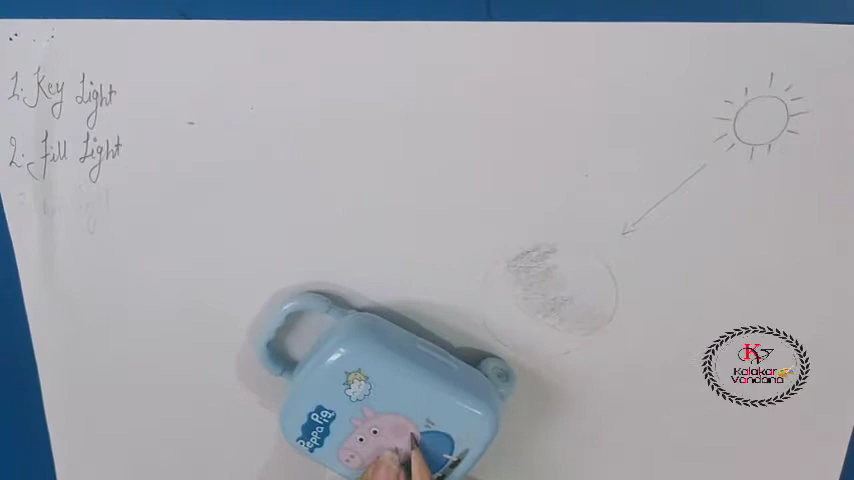 1. Key Light
2. Fill Light
Peppa Pig
Kalakar
Vandana